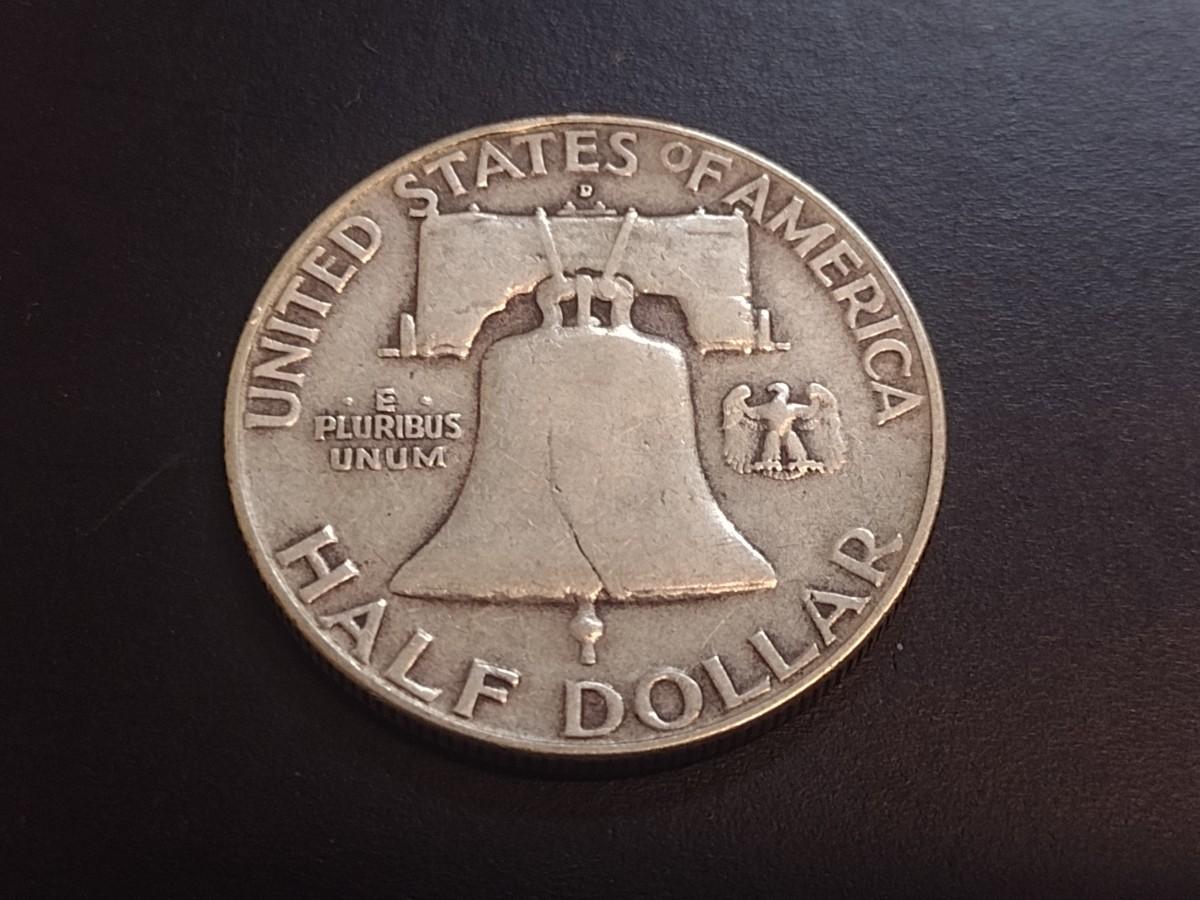 UNITED STATES OF AMERICA
D
· E ·
PLURIBUS
UNUM
HALF DOLLAR